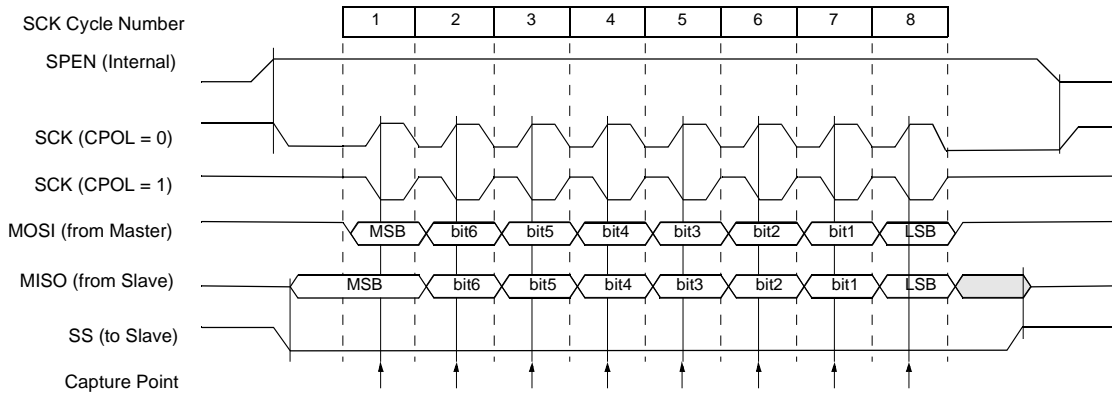 SCK Cycle Number 1 2 3 4 5 6 7 8
SPEN (Internal)
SCK (CPOL = 0)
SCK (CPOL = 1)
MOSI (from Master) MSB bit6 bit5 bit4 bit3 bit2 bit1 LSB
MISO (from Slave) MSB bit6 bit5 bit4 bit3 bit2 bit1 LSB
SS (to Slave)
Capture Point